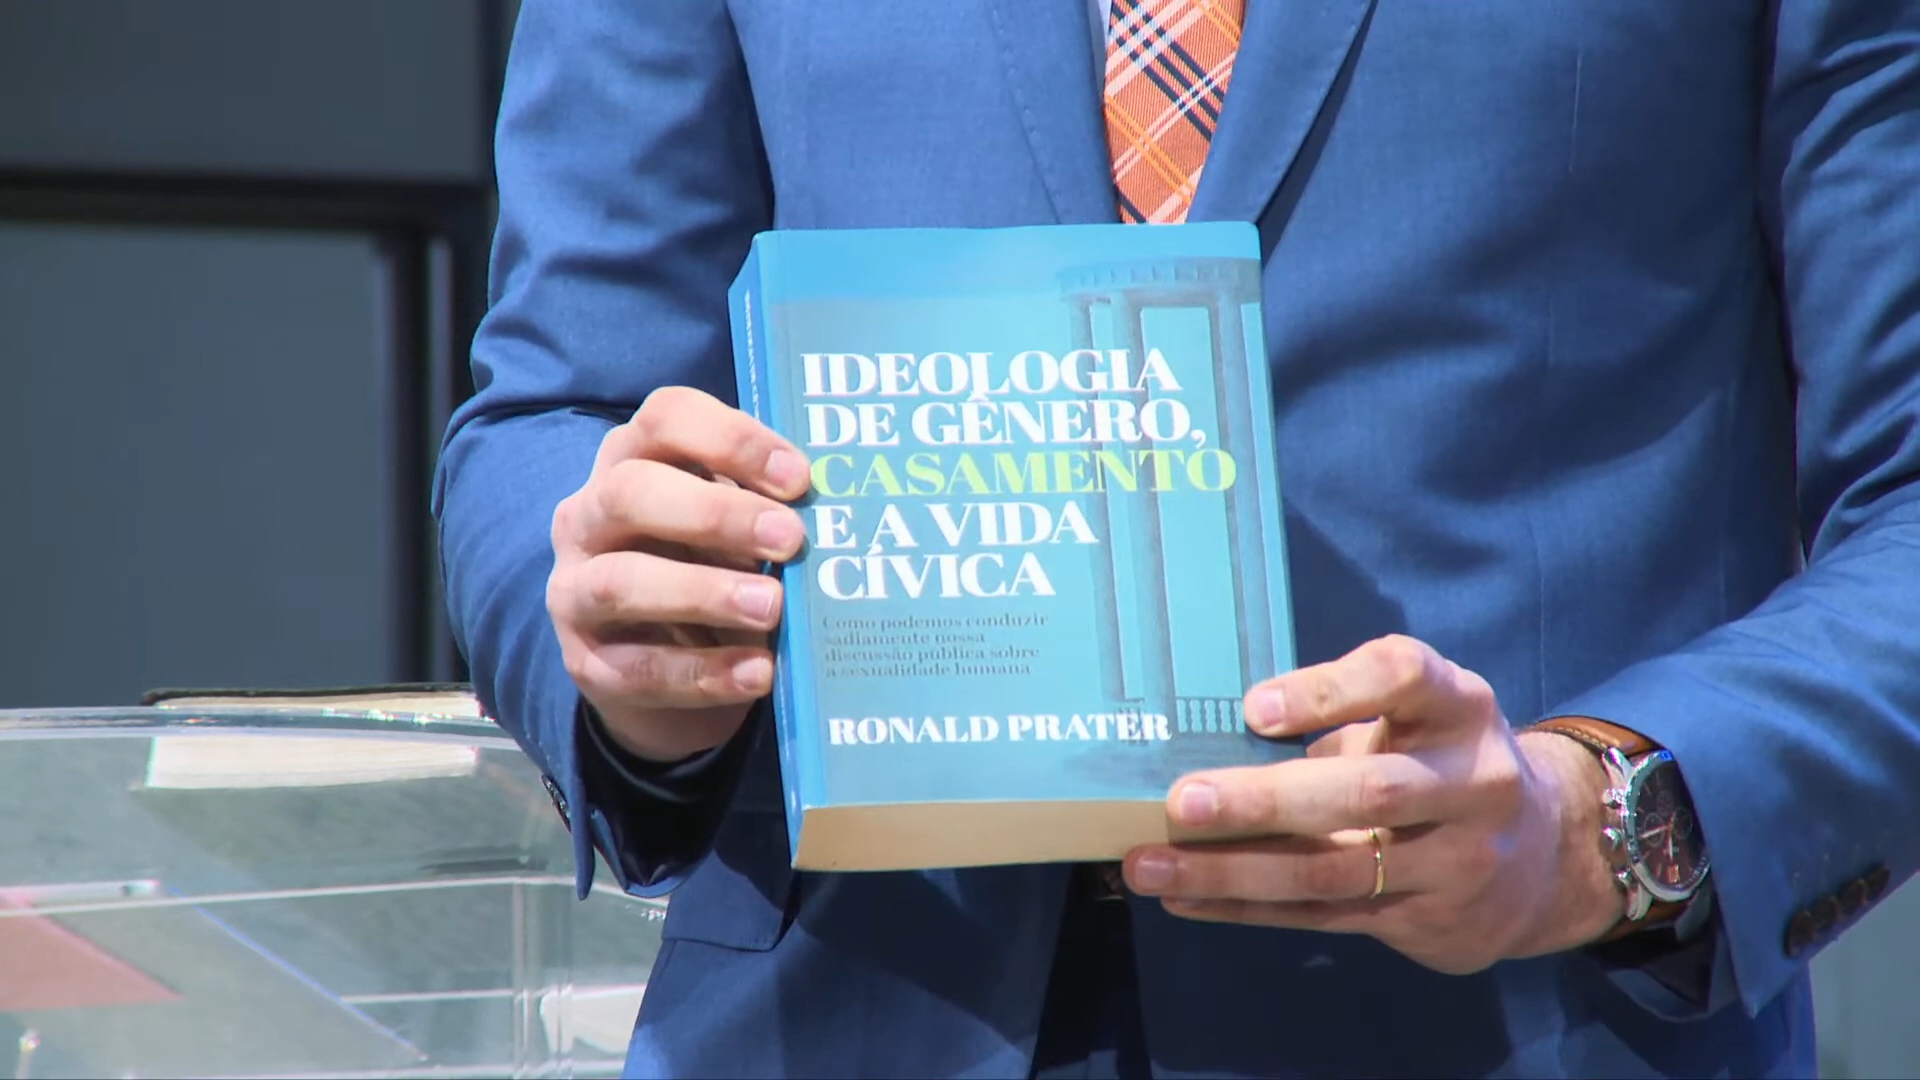 IDEOLOGIA
DE GÊNERO,
CASAMENTO
E A VIDA
CÍVICA
Como podemos conduzir
sadiamente nossa
discussão pública sobre
a sexualidade humana
RONALD PRATER